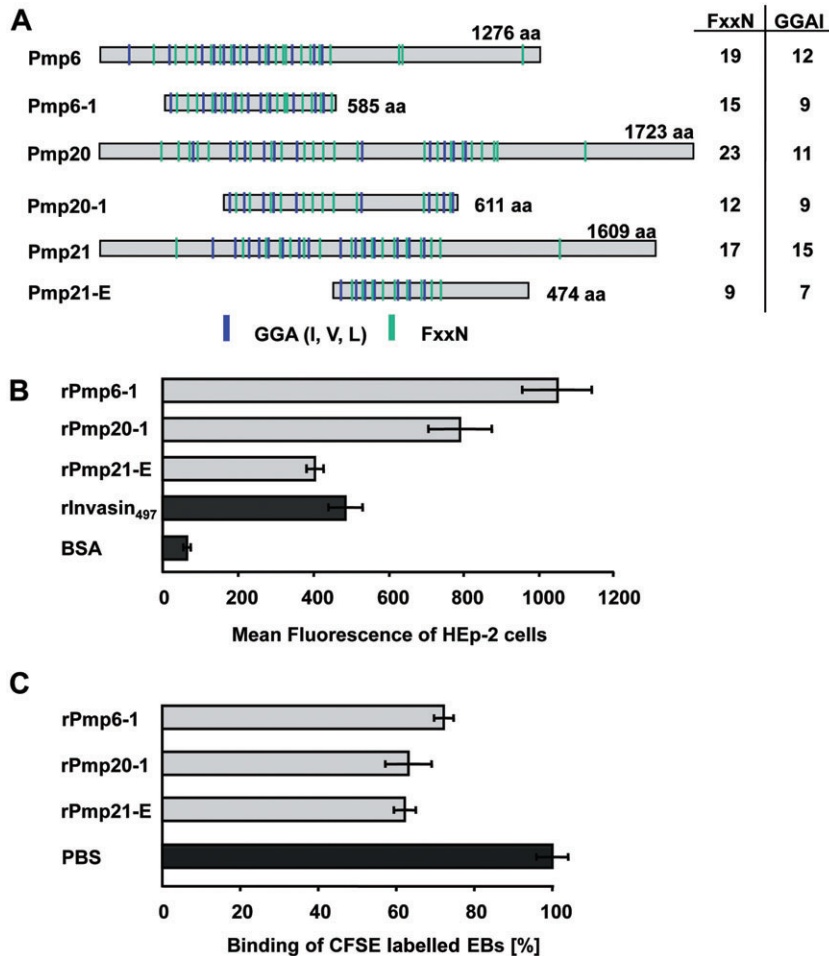 A
FxxN GGAI
1276 aa
Pmp6 19 12
Pmp6-1 585 aa 15 9
1723 aa
Pmp20 23 11
Pmp20-1 611 aa 12 9
1609 aa
Pmp21 17 15
Pmp21-E 474 aa 9 7
GGA (I, V, L) FxxN
B
rPmp6-1
rPmp20-1
rPmp21-E
rInvasin₄₉₇
BSA
0 200 400 600 800 1000 1200
Mean Fluorescence of HEp-2 cells
C
rPmp6-1
rPmp20-1
rPmp21-E
PBS
0 20 40 60 80 100
Binding of CFSE labelled EBs [%]